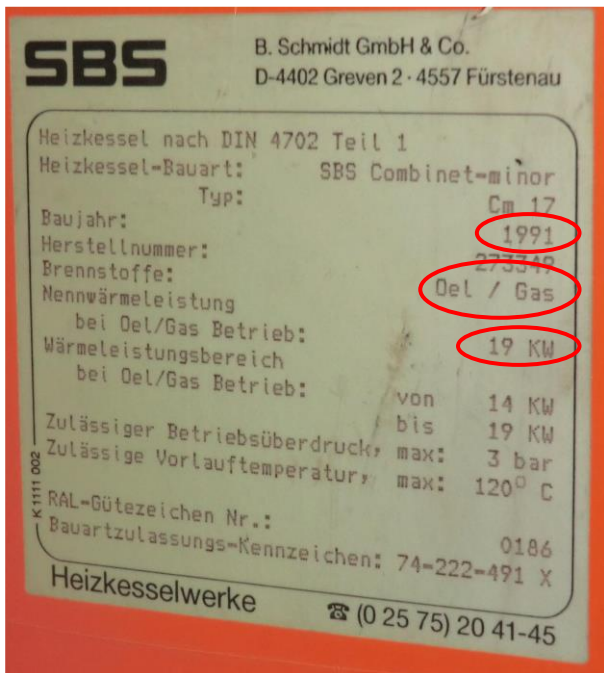 SBS
B. Schmidt GmbH & Co.
D-4402 Greven 2 · 4557 Fürstenau
Heizkessel nach DIN 4702 Teil 1
Heizkessel-Bauart: SBS Combinet-minor
Typ: Cm 17
Baujahr: 1991
Herstellnummer: 273349
Brennstoffe: Oel / Gas
Nennwärmeleistung
bei Oel/Gas Betrieb: 19 KW
Wärmeleistungsbereich
bei Oel/Gas Betrieb: von 14 KW
bis 19 KW
Zulässiger Betriebsüberdruck, max: 3 bar
Zulässige Vorlauftemperatur, max: 120° C
RAL-Gütezeichen Nr.: 0186
Bauartzulassungs-Kennzeichen: 74-222-491 X
K 1111 002
Heizkesselwerke
☎ (0 25 75) 20 41-45